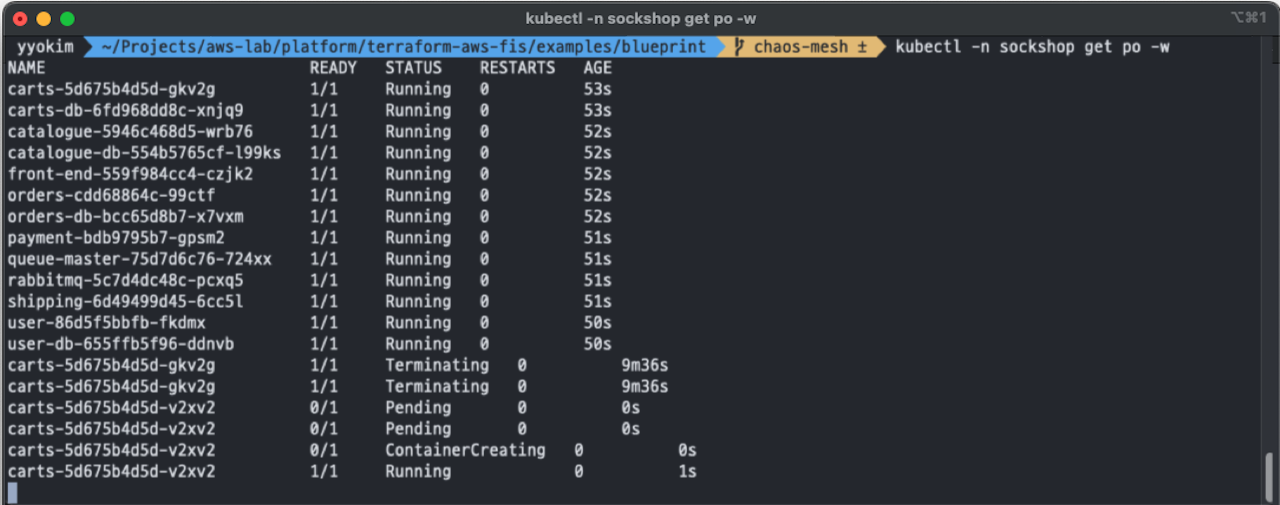 kubectl -n sockshop get po -w ⌥⌘1
yyokim ~/Projects/aws-lab/platform/terraform-aws-fis/examples/blueprint chaos-mesh ± kubectl -n sockshop get po -w
NAME READY STATUS RESTARTS AGE
carts-5d675b4d5d-gkv2g 1/1 Running 0 53s
carts-db-6fd968dd8c-xnjq9 1/1 Running 0 53s
catalogue-5946c468d5-wrb76 1/1 Running 0 52s
catalogue-db-554b5765cf-l99ks 1/1 Running 0 52s
front-end-559f984cc4-czjk2 1/1 Running 0 52s
orders-cdd68864c-99ctf 1/1 Running 0 52s
orders-db-bcc65d8b7-x7vxm 1/1 Running 0 52s
payment-bdb9795b7-gpsm2 1/1 Running 0 51s
queue-master-75d7d6c76-724xx 1/1 Running 0 51s
rabbitmq-5c7d4dc48c-pcxq5 1/1 Running 0 51s
shipping-6d49499d45-6cc5l 1/1 Running 0 51s
user-86d5f5bbfb-fkdmx 1/1 Running 0 50s
user-db-655ffb5f96-ddnvb 1/1 Running 0 50s
carts-5d675b4d5d-gkv2g 1/1 Terminating 0 9m36s
carts-5d675b4d5d-gkv2g 1/1 Terminating 0 9m36s
carts-5d675b4d5d-v2xv2 0/1 Pending 0 0s
carts-5d675b4d5d-v2xv2 0/1 Pending 0 0s
carts-5d675b4d5d-v2xv2 0/1 ContainerCreating 0 0s
carts-5d675b4d5d-v2xv2 1/1 Running 0 1s